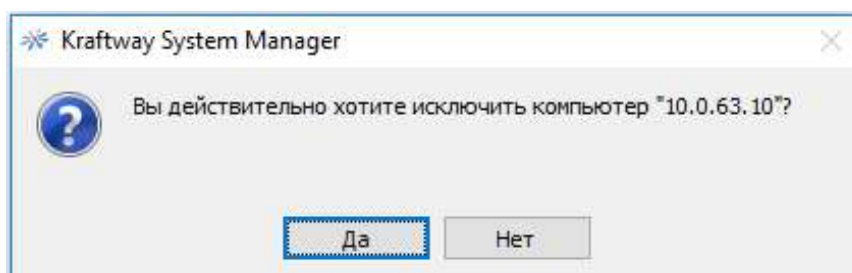 Kraftway System Manager
Вы действительно хотите исключить компьютер "10.0.63.10"?
Да
Нет